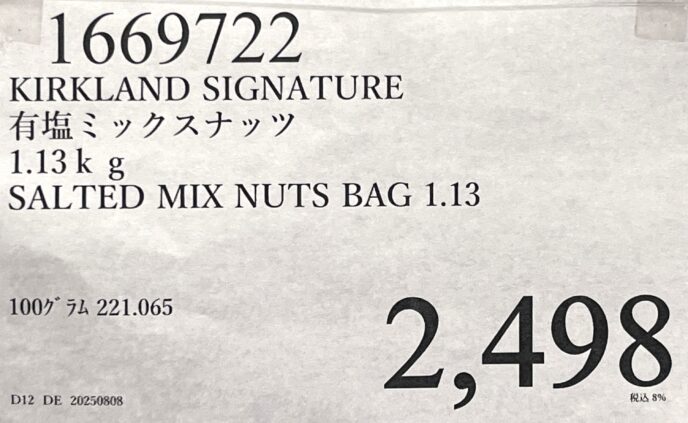 1669722
KIRKLAND SIGNATURE
有塩ミックスナッツ
1.13ｋｇ
SALTED MIX NUTS BAG 1.13
100ｸﾞﾗﾑ 221.065
2,498
税込 8%
D12 DE 20250808